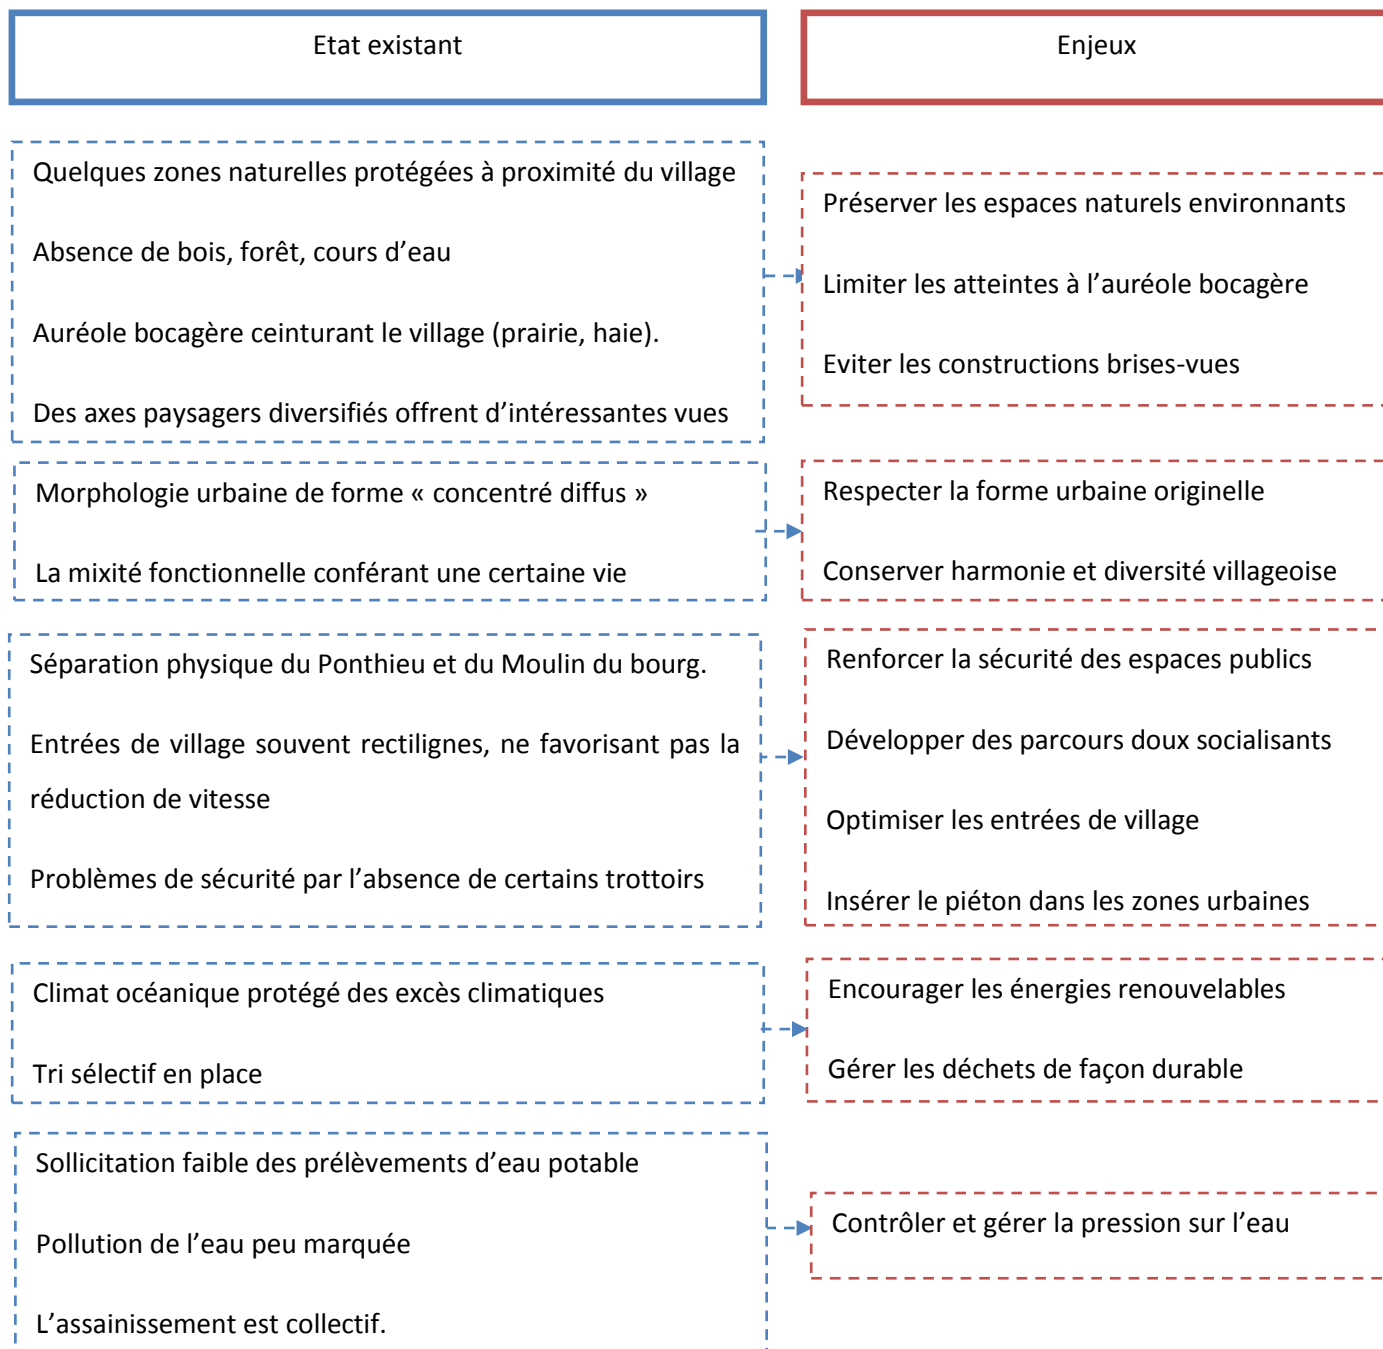 Etat existant
Enjeux
Quelques zones naturelles protégées à proximité du village
Absence de bois, forêt, cours d’eau
Auréole bocagère ceinturant le village (prairie, haie).
Des axes paysagers diversifiés offrent d’intéressantes vues
Préserver les espaces naturels environnants
Limiter les atteintes à l’auréole bocagère
Eviter les constructions brises-vues
Morphologie urbaine de forme « concentré diffus »
La mixité fonctionnelle conférant une certaine vie
Respecter la forme urbaine originelle
Conserver harmonie et diversité villageoise
Séparation physique du Ponthieu et du Moulin du bourg.
Entrées de village souvent rectilignes, ne favorisant pas la
réduction de vitesse
Problèmes de sécurité par l’absence de certains trottoirs
Renforcer la sécurité des espaces publics
Développer des parcours doux socialisants
Optimiser les entrées de village
Insérer le piéton dans les zones urbaines
Climat océanique protégé des excès climatiques
Tri sélectif en place
Encourager les énergies renouvelables
Gérer les déchets de façon durable
Sollicitation faible des prélèvements d’eau potable
Pollution de l’eau peu marquée
L’assainissement est collectif.
Contrôler et gérer la pression sur l’eau